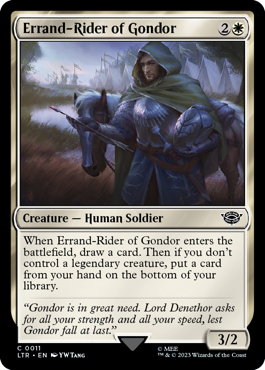 Errand-Rider of Gondor 2
Creature — Human Soldier
When Errand-Rider of Gondor enters the
battlefield, draw a card. Then if you don't
control a legendary creature, put a card
from your hand on the bottom of your
library.
“Gondor is in great need. Lord Denethor asks
for all your strength and all your speed, lest
Gondor fall at last.”
3/2
C 0011
LTR • EN YW TANG
© MEE
™ & © 2023 Wizards of the Coast